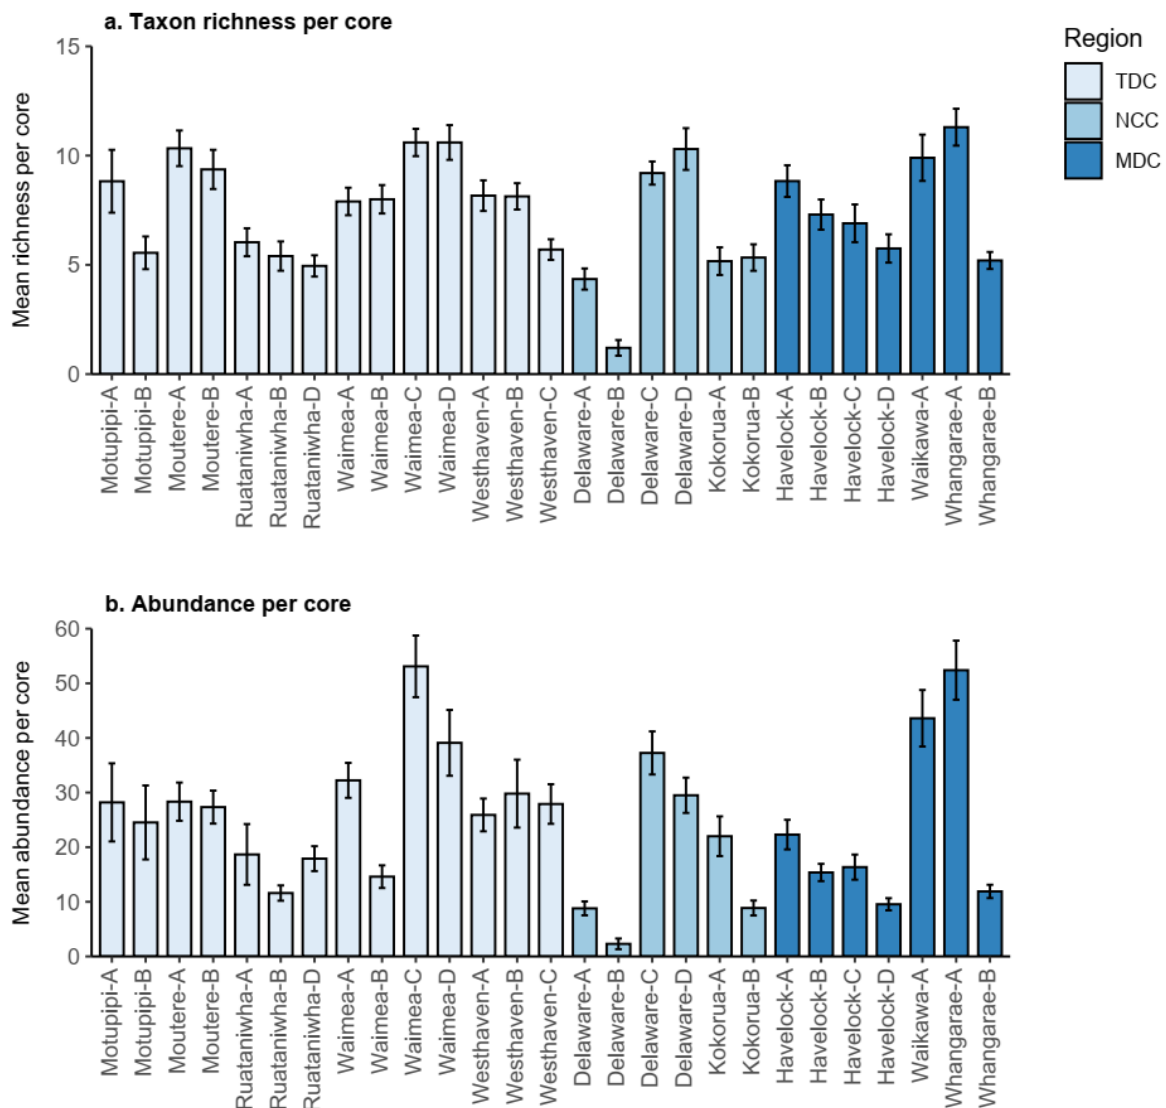 a. Taxon richness per core
Region
TDC
NCC
MDC
Mean richness per core
15
10
5
0
Motupipi-A
Motupipi-B
Moutere-A
Moutere-B
Ruataniwha-A
Ruataniwha-B
Ruataniwha-D
Waimea-A
Waimea-B
Waimea-C
Waimea-D
Westhaven-A
Westhaven-B
Westhaven-C
Delaware-A
Delaware-B
Delaware-C
Delaware-D
Kokorua-A
Kokorua-B
Havelock-A
Havelock-B
Havelock-C
Havelock-D
Waikawa-A
Whangarae-A
Whangarae-B
b. Abundance per core
Mean abundance per core
60
50
40
30
20
10
0
Motupipi-A
Motupipi-B
Moutere-A
Moutere-B
Ruataniwha-A
Ruataniwha-B
Ruataniwha-D
Waimea-A
Waimea-B
Waimea-C
Waimea-D
Westhaven-A
Westhaven-B
Westhaven-C
Delaware-A
Delaware-B
Delaware-C
Delaware-D
Kokorua-A
Kokorua-B
Havelock-A
Havelock-B
Havelock-C
Havelock-D
Waikawa-A
Whangarae-A
Whangarae-B